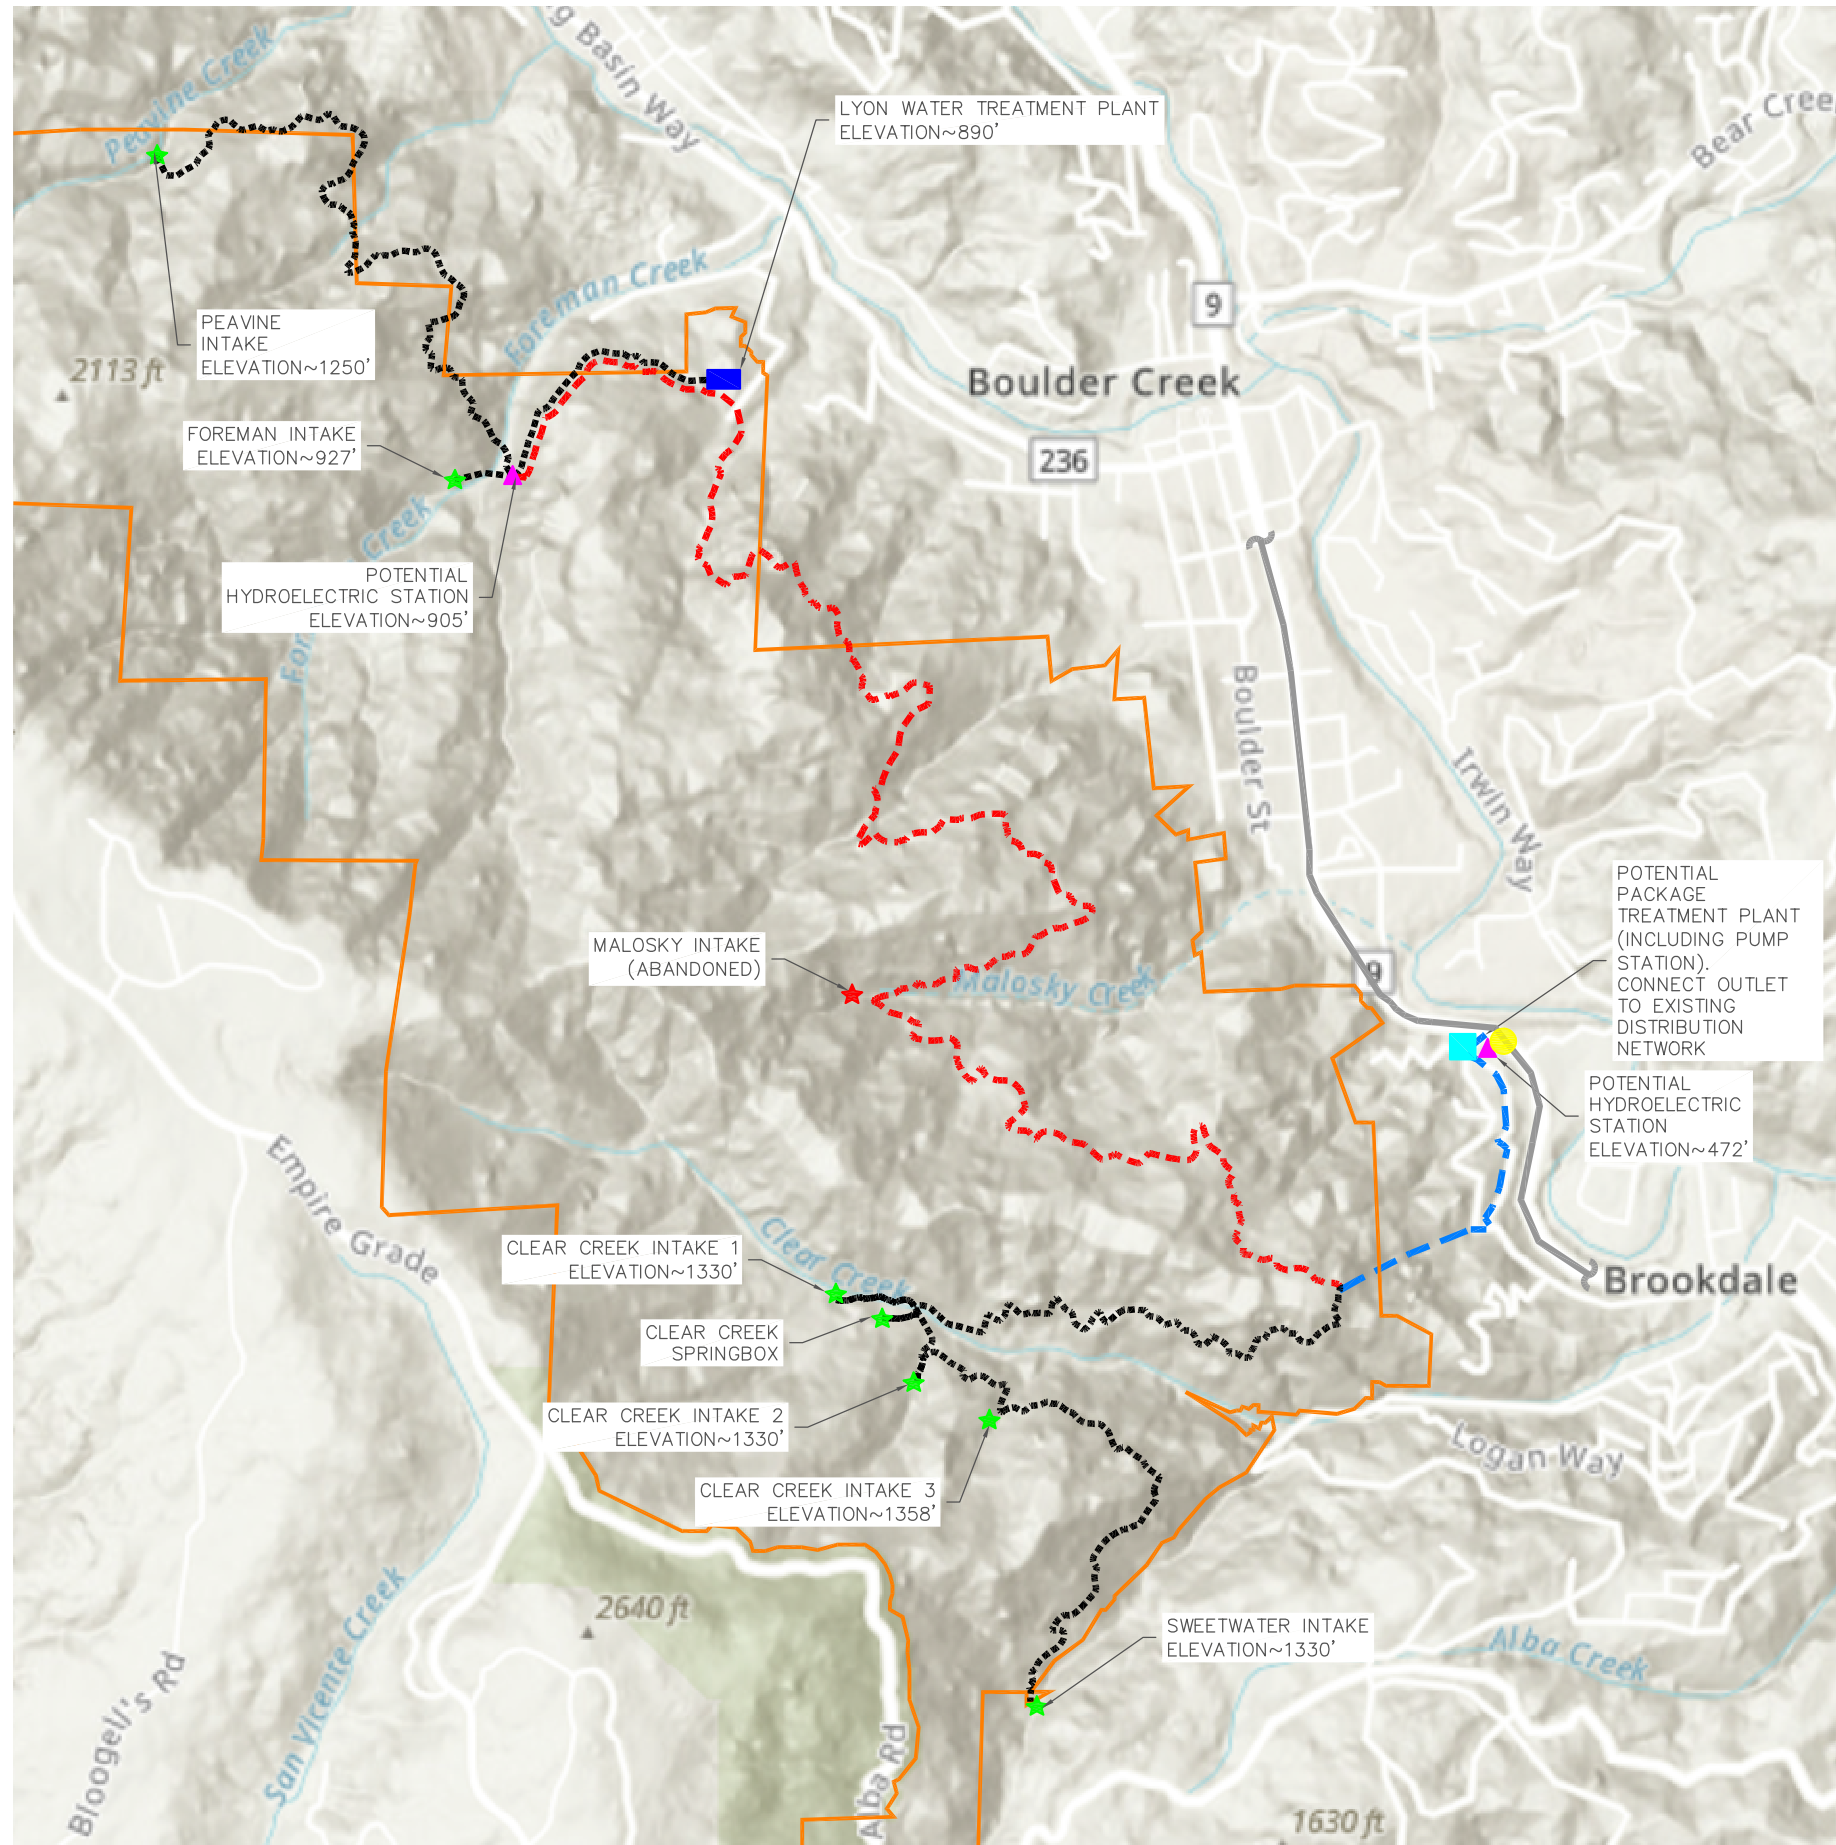 Peavine Creek
g Basin Way
LYON WATER TREATMENT PLANT
ELEVATION~890'
Bear Cree
PEAVINE
INTAKE
ELEVATION~1250'
Foreman Creek
9
2113 ft
Boulder Creek
FOREMAN INTAKE
ELEVATION~927'
236
Creek
POTENTIAL
HYDROELECTRIC STATION
ELEVATION~905'
For
Boulder St
Irwin Way
POTENTIAL
PACKAGE
TREATMENT PLANT
(INCLUDING PUMP
STATION).
CONNECT OUTLET
TO EXISTING
DISTRIBUTION
NETWORK
MALOSKY INTAKE
(ABANDONED)
Malosky Creek
9
POTENTIAL
HYDROELECTRIC
STATION
ELEVATION~472'
Empire Grade
CLEAR CREEK INTAKE 1
ELEVATION~1330'
Clear Creek
Brookdale
CLEAR CREEK
SPRINGBOX
CLEAR CREEK INTAKE 2
ELEVATION~1330'
Logan Way
CLEAR CREEK INTAKE 3
ELEVATION~1358'
2640 ft
San Vicente Creek
SWEETWATER INTAKE
ELEVATION~1330'
Alba Creek
Bloogell's Rd
Alba Rd
1630 ft